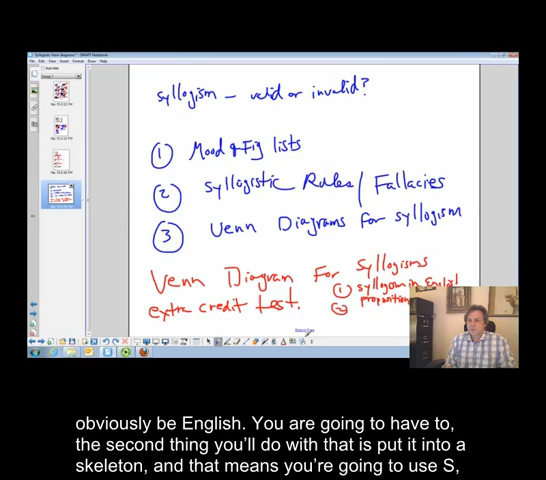 syllogism – valid or invalid?
① Mood & Fig lists
② Syllogistic Rules / Fallacies
③ Venn Diagrams for syllogism
Venn Diagram For Syllogisms
extra credit test.
① syllogism in English
② proposition
Extend Page
obviously be English. You are going to have to,
the second thing you'll do with that is put it into a
skeleton, and that means you're going to use S,